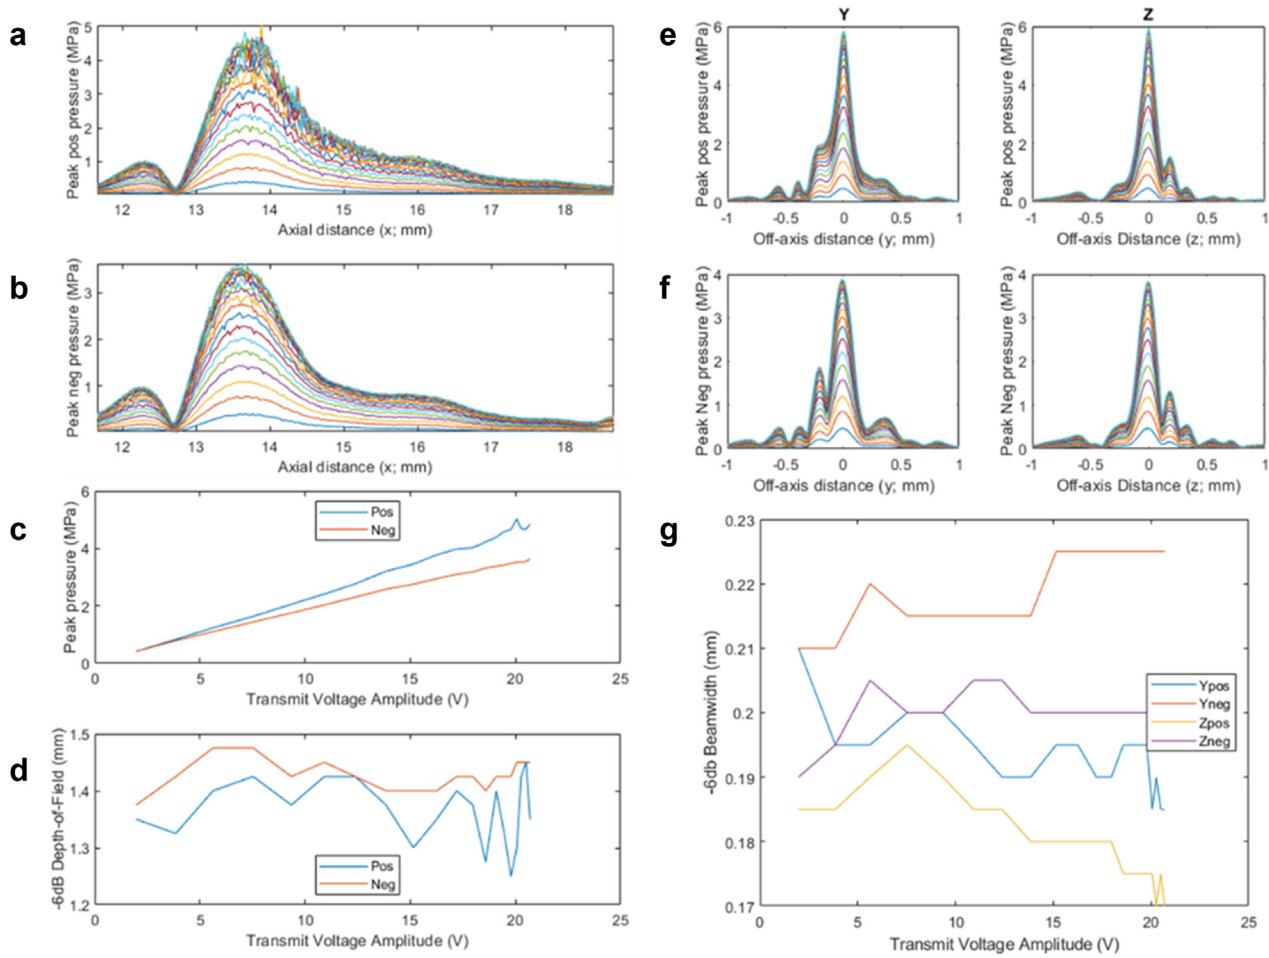 a
Peak pos pressure (MPa)
5
4
3
2
1
12 13 14 15 16 17 18
Axial distance (x; mm)
b
Peak neg pressure (MPa)
3
2
1
12 13 14 15 16 17 18
Axial distance (x; mm)
c
Peak pressure (MPa)
6
4
2
0
Pos
Neg
0 5 10 15 20 25
Transmit Voltage Amplitude (V)
d
-6dB Depth-of-Field (mm)
1.5
1.4
1.3
1.2
Pos
Neg
0 5 10 15 20 25
Transmit Voltage Amplitude (V)
e
Y
Peak pos pressure (MPa)
6
4
2
0
-1 -0.5 0 0.5 1
Off-axis distance (y; mm)
Z
Peak pos pressure (MPa)
6
4
2
0
-1 -0.5 0 0.5 1
Off-axis Distance (z; mm)
f
Peak Neg pressure (MPa)
4
3
2
1
0
-1 -0.5 0 0.5 1
Off-axis distance (y; mm)
Peak Neg pressure (MPa)
4
3
2
1
0
-1 -0.5 0 0.5 1
Off-axis Distance (z; mm)
g
-6db Beamwidth (mm)
0.23
0.22
0.21
0.2
0.19
0.18
0.17
Ypos
Yneg
Zpos
Zneg
0 5 10 15 20 25
Transmit Voltage Amplitude (V)